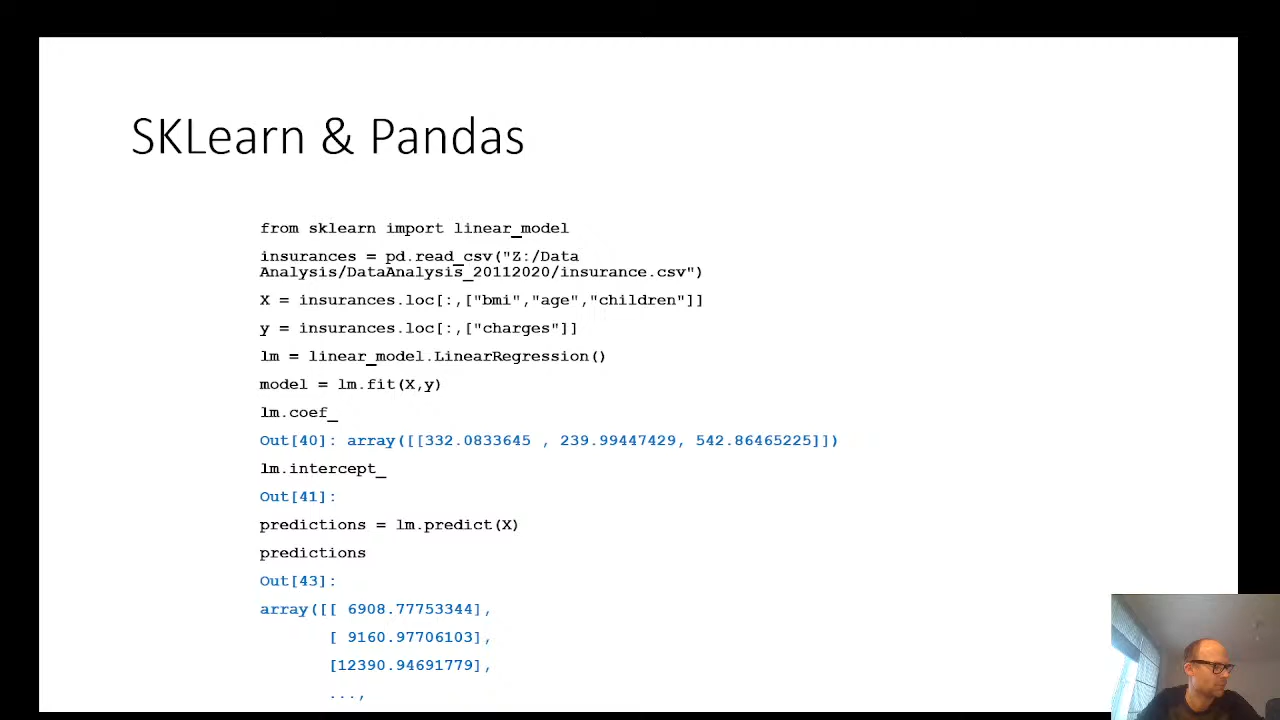 SKLearn & Pandas
from sklearn import linear_model
insurances = pd.read_csv("Z:/Data
Analysis/DataAnalysis_20112020/insurance.csv")
X = insurances.loc[:,["bmi","age","children"]]
y = insurances.loc[:,["charges"]]
lm = linear_model.LinearRegression()
model = lm.fit(X,y)
lm.coef_
Out[40]: array([[332.0833645 , 239.99447429, 542.86465225]])
lm.intercept_
Out[41]:
predictions = lm.predict(X)
predictions
Out[43]:
array([[ 6908.77753344],
[ 9160.97706103],
[12390.94691779],
...,